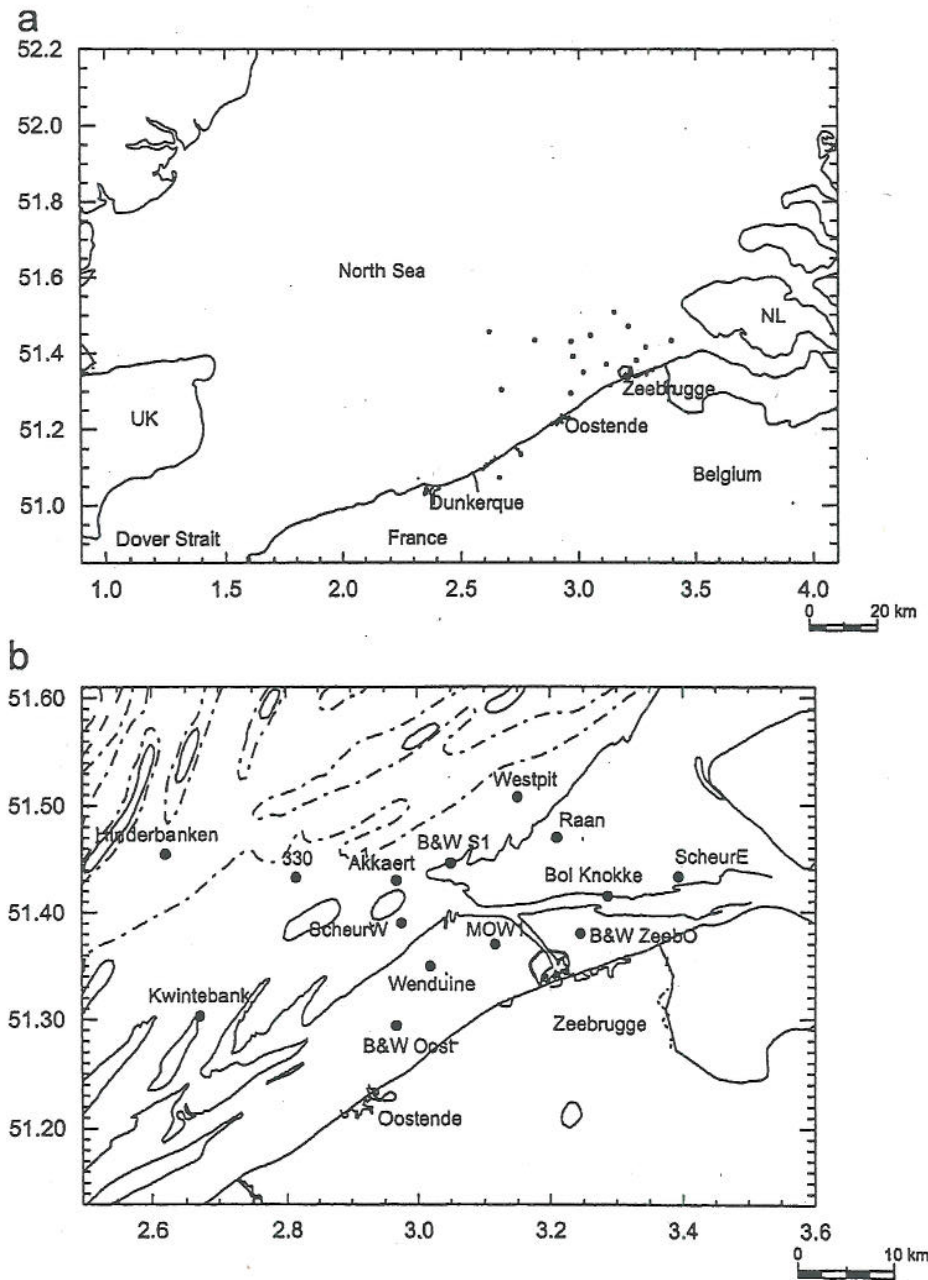 a
52.2
52.0
51.8
51.6
51.4
51.2
51.0
North Sea
NL
Zeebrugge
UK
Oostende
Belgium
Dunkerque
Dover Strait
France
1.0 1.5 2.0 2.5 3.0 3.5 4.0
0 20 km
b
51.60
51.50
51.40
51.30
51.20
Westpit
Hinderbanken
Raan
B&W S1
330
Akkaert
ScheurE
Bol Knokke
ScheurW
MOW1
B&W ZeebO
Wenduine
Kwintebank
Zeebrugge
B&W Oost
Oostende
2.6 2.8 3.0 3.2 3.4 3.6
0 10 km